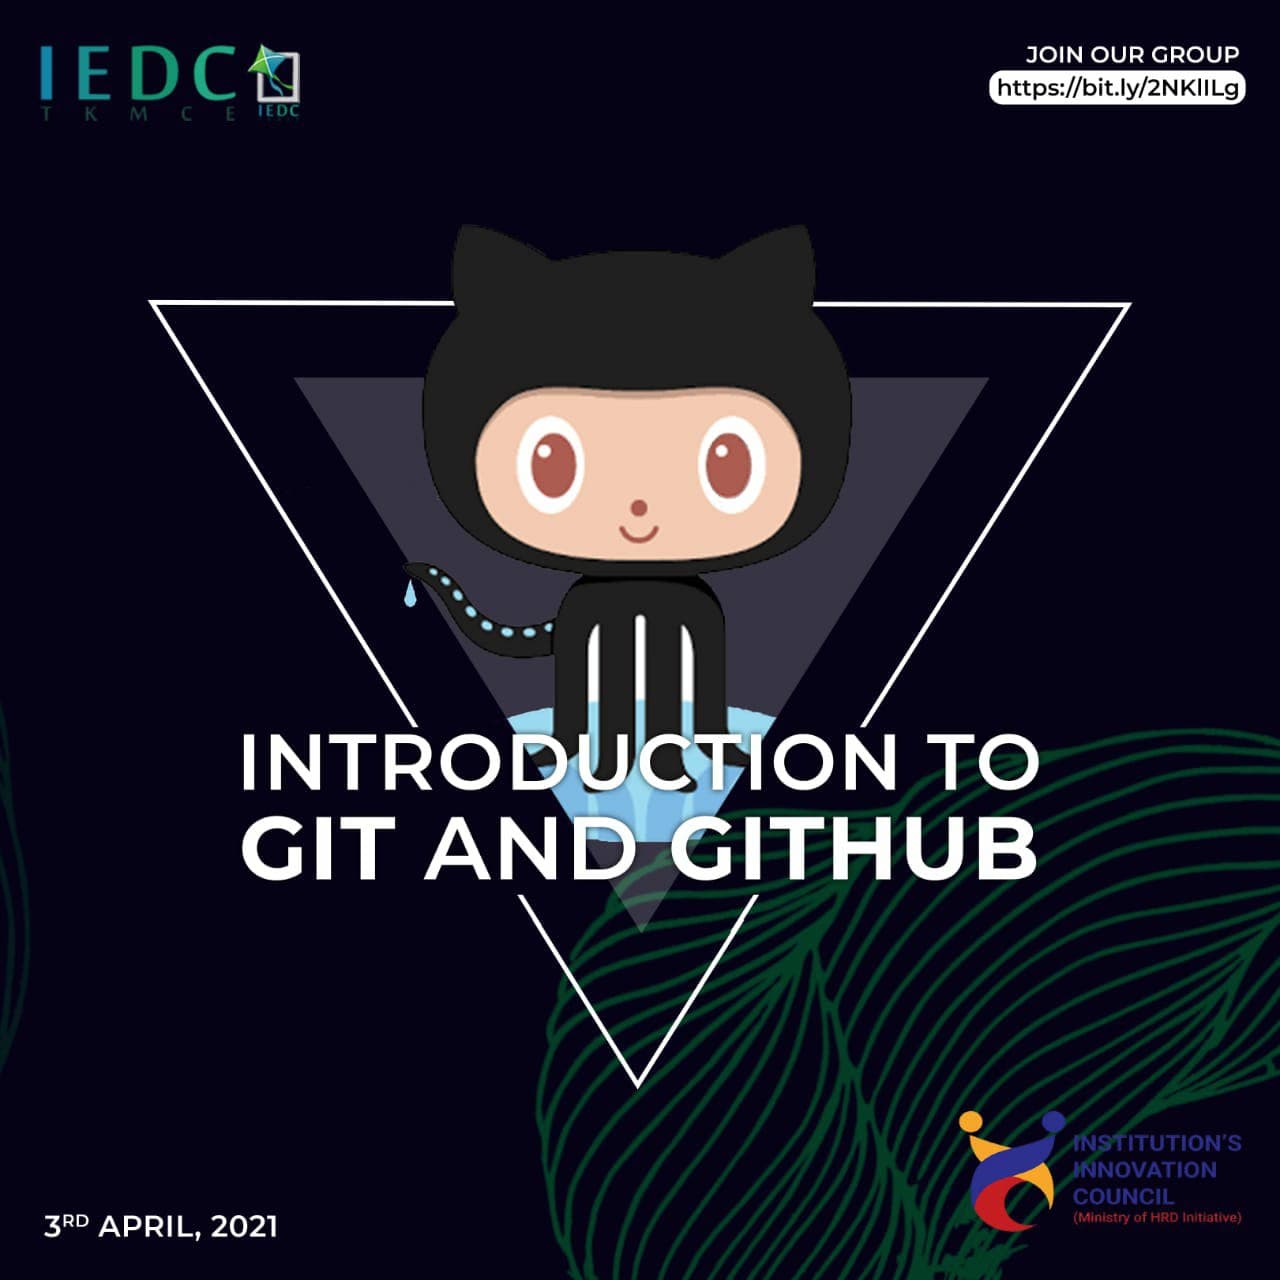 IEDC
TKMCE
IEDC
JOIN OUR GROUP
https://bit.ly/2NKlILg
INTRODUCTION TO
GIT AND GITHUB
3RD APRIL, 2021
INSTITUTION'S
INNOVATION
COUNCIL
(Ministry of HRD Initiative)